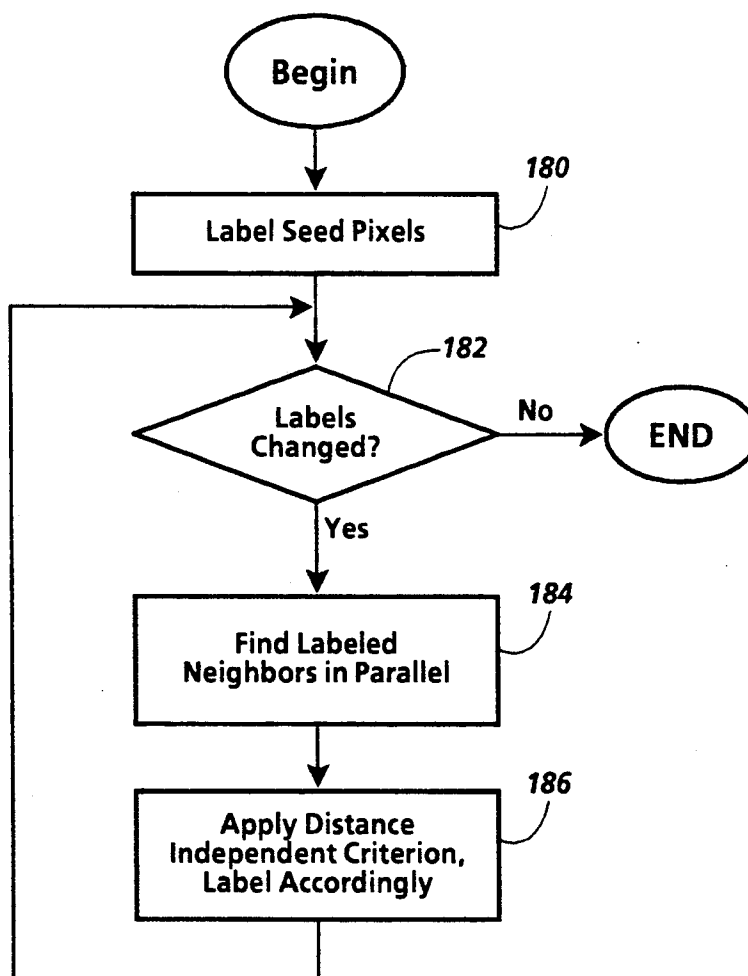 Begin
180
Label Seed Pixels
182
Labels
Changed?
No
END
Yes
184
Find Labeled
Neighbors in Parallel
186
Apply Distance
Independent Criterion,
Label Accordingly